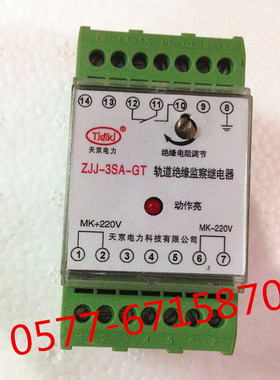 14 13 12 11 10 9 8
Tjdlkj
天京电力
绝缘电阻调节
ZJJ-3SA-GT 轨道绝缘监察继电器
动作亮
MK+220V MK-220V
天京电力科技有限公司
1 2 3 4 5 6 7
0577-6715870